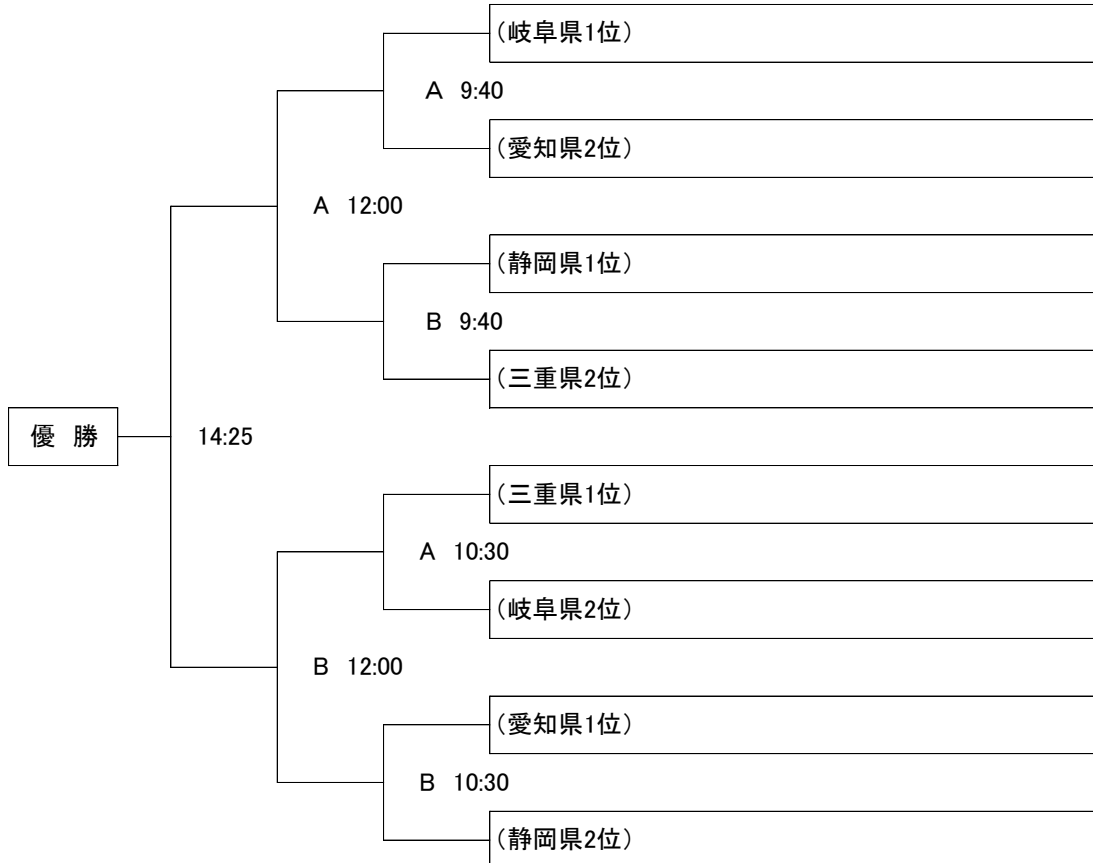 (岐阜県1位)
A 9:40
(愛知県2位)
A 12:00
(静岡県1位)
B 9:40
(三重県2位)
優 勝
14:25
(三重県1位)
A 10:30
(岐阜県2位)
B 12:00
(愛知県1位)
B 10:30
(静岡県2位)